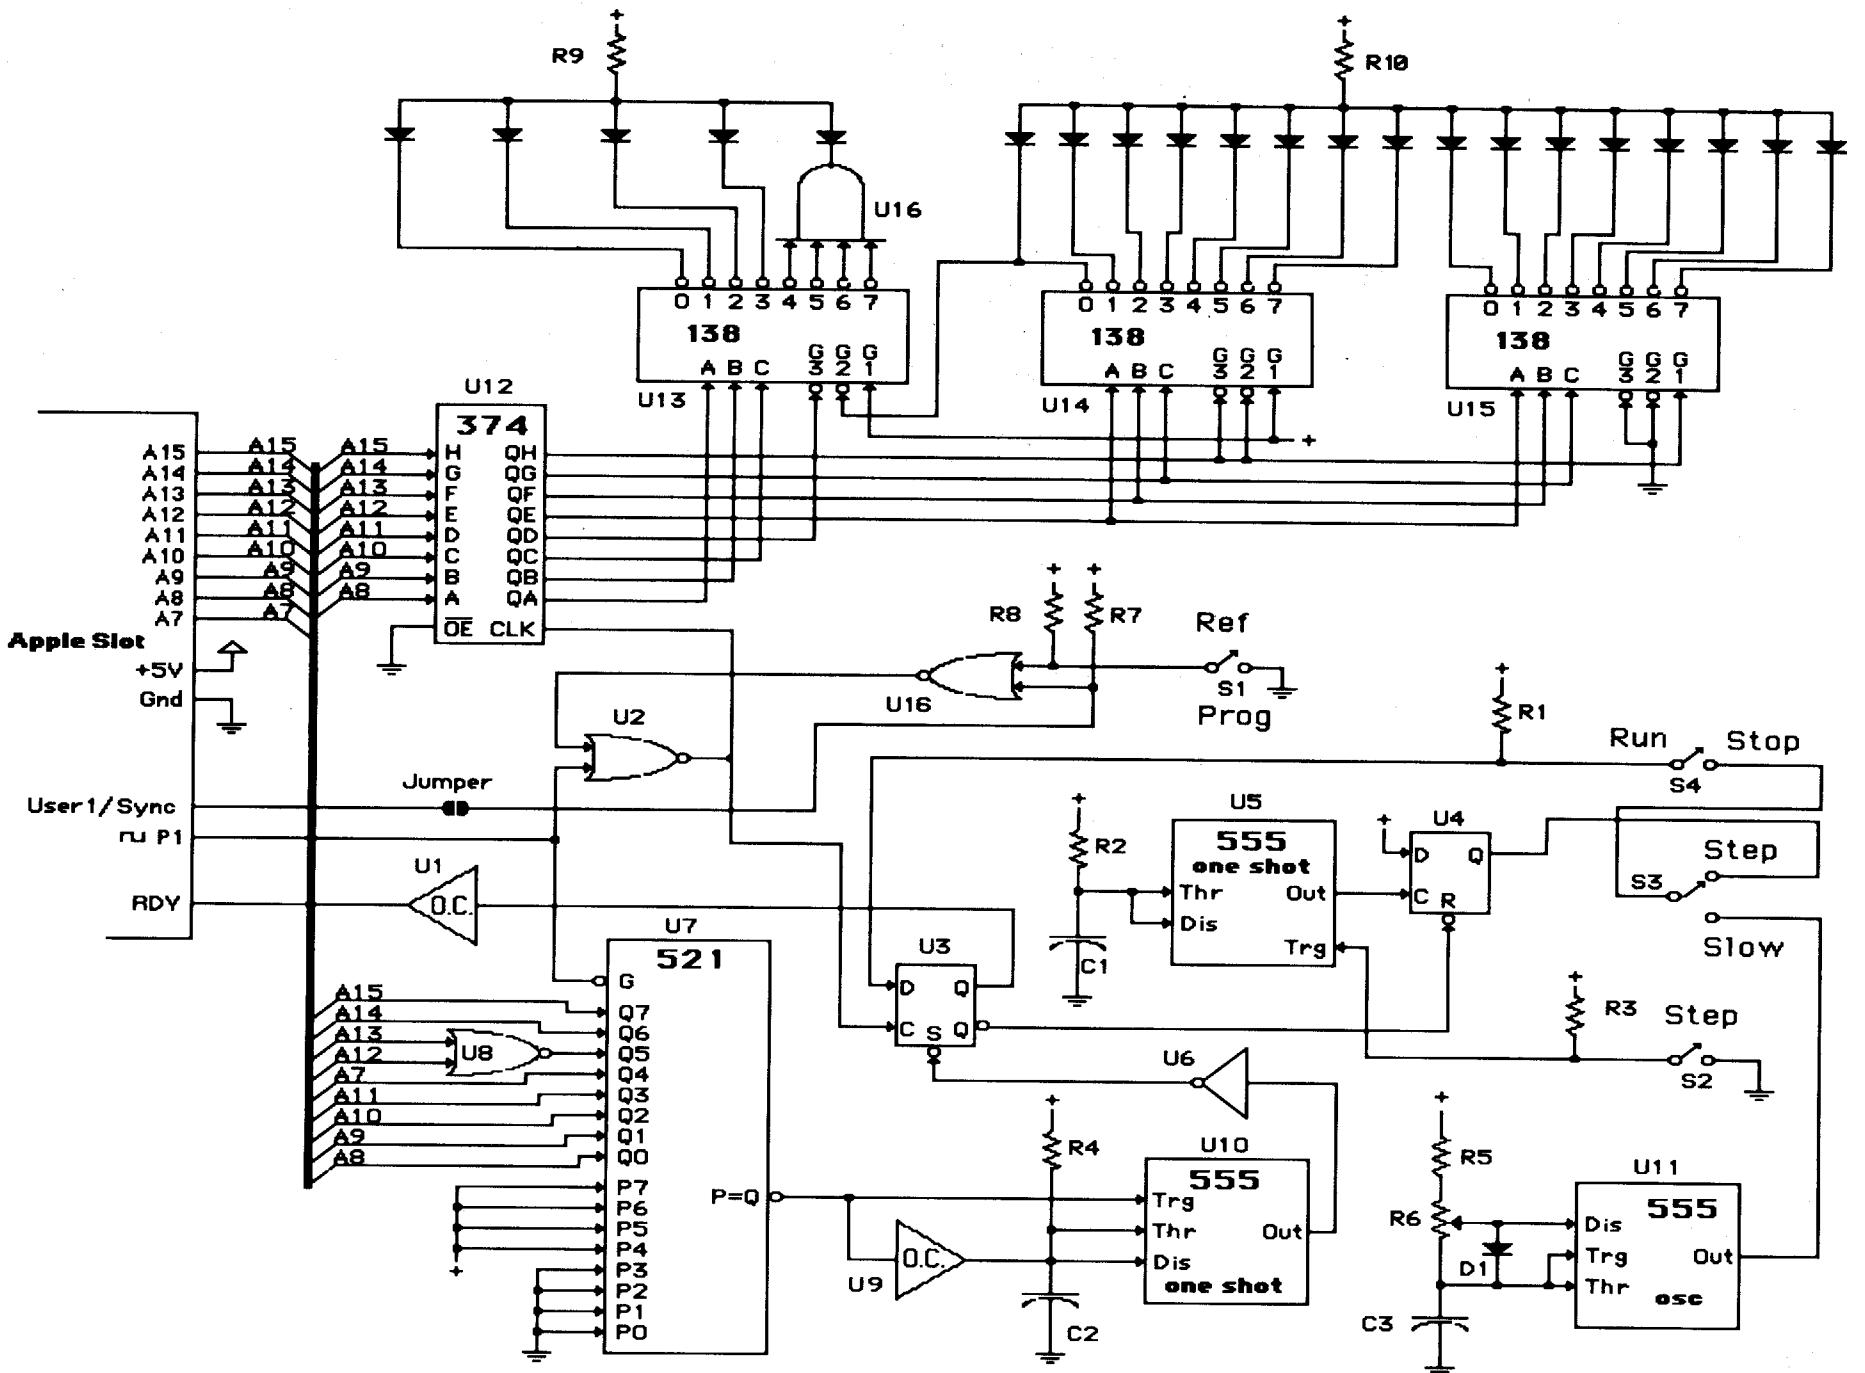 + +
R9 R10
U16
0 1 2 3 4 5 6 7
138
G G G
A B C 3 2 1
U13
0 1 2 3 4 5 6 7
138
G G G
A B C 3 2 1
U14
0 1 2 3 4 5 6 7
138
G G G
A B C 3 2 1
U15
+
U12
374
H QH
G QG
F QF
E QE
D QD
C QC
B QB
A QA
OE CLK
A15 A15 A15
A14 A14 A14
A13 A13 A13
A12 A12 A12
A11 A11 A11
A10 A10 A10
A9 A9 A9
A8 A8 A8
A7 A7
Apple Slot
+5V
Gnd
User1/Sync
ru P1
RDY
Jumper
U2
U1
O.C.
+ +
R8 R7
U16
Ref
S1
Prog
+
R1
Run Stop
S4
+
R2
C1
U5
555
one shot
Thr Out
Dis
Trg
+
U4
D Q
C R
Step
S3
Slow
U3
D Q
C S Q
U6
+
R3
Step
S2
U7
521
G
Q7
Q6
Q5
Q4
Q3
Q2
Q1
Q0
P7
P6
P5
P4
P3
P2
P1
P0
P=Q
A15
A14
A13
A12
A7
A11
A10
A9
A8
U8
+
+
R4
U9
O.C.
C2
U10
555
Trg
Thr Out
Dis
one shot
+
R5
R6
D1
C3
U11
555
Dis
Trg Out
Thr
osc